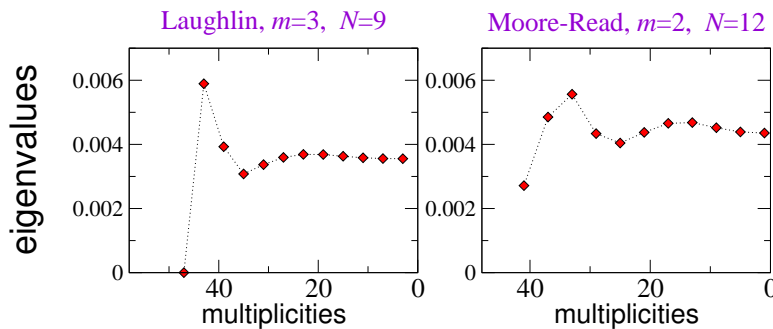 Laughlin, m=3, N=9
Moore-Read, m=2, N=12
eigenvalues
0.006
0.004
0.002
0
40
20
0
multiplicities
0.006
0.004
0.002
0
40
20
0
multiplicities